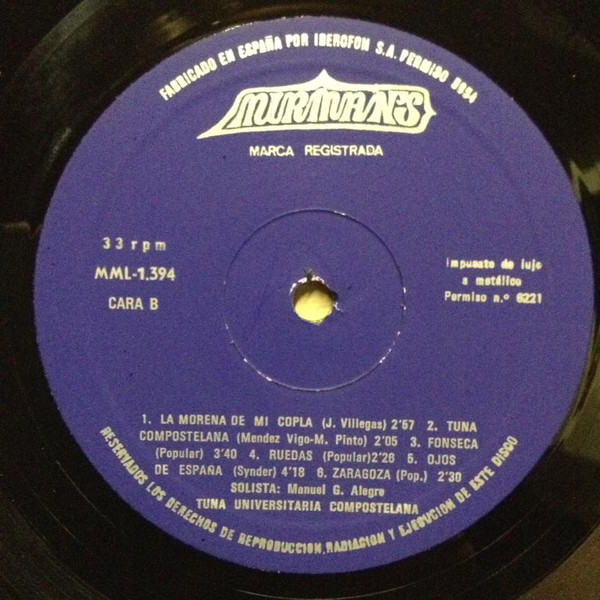 FABRICADO EN ESPAÑA POR IBEROFON S.A. PERMISO 5054
MURMAN'S
MARCA REGISTRADA
33 rpm
MML-1.394
CARA B
Impuesto de lujo
a metálico
Permiso n.º 6221
1. LA MORENA DE MI COPLA (J. Villegas) 2'57 2. TUNA
COMPOSTELANA (Mendez Vigo-M. Pinto) 2'05 3. FONSECA
(Popular) 3'40 4. RUEDAS (Popular)2'26 5. OJOS
DE ESPAÑA (Synder) 4'18 6. ZARAGOZA (Pop.) 2'30
SOLISTA: Manuel G. Alegre
TUNA UNIVERSITARIA COMPOSTELANA
RESERVADOS LOS DERECHOS DE REPRODUCCION, RADIACION Y EJECUCION DE ESTE DISCO